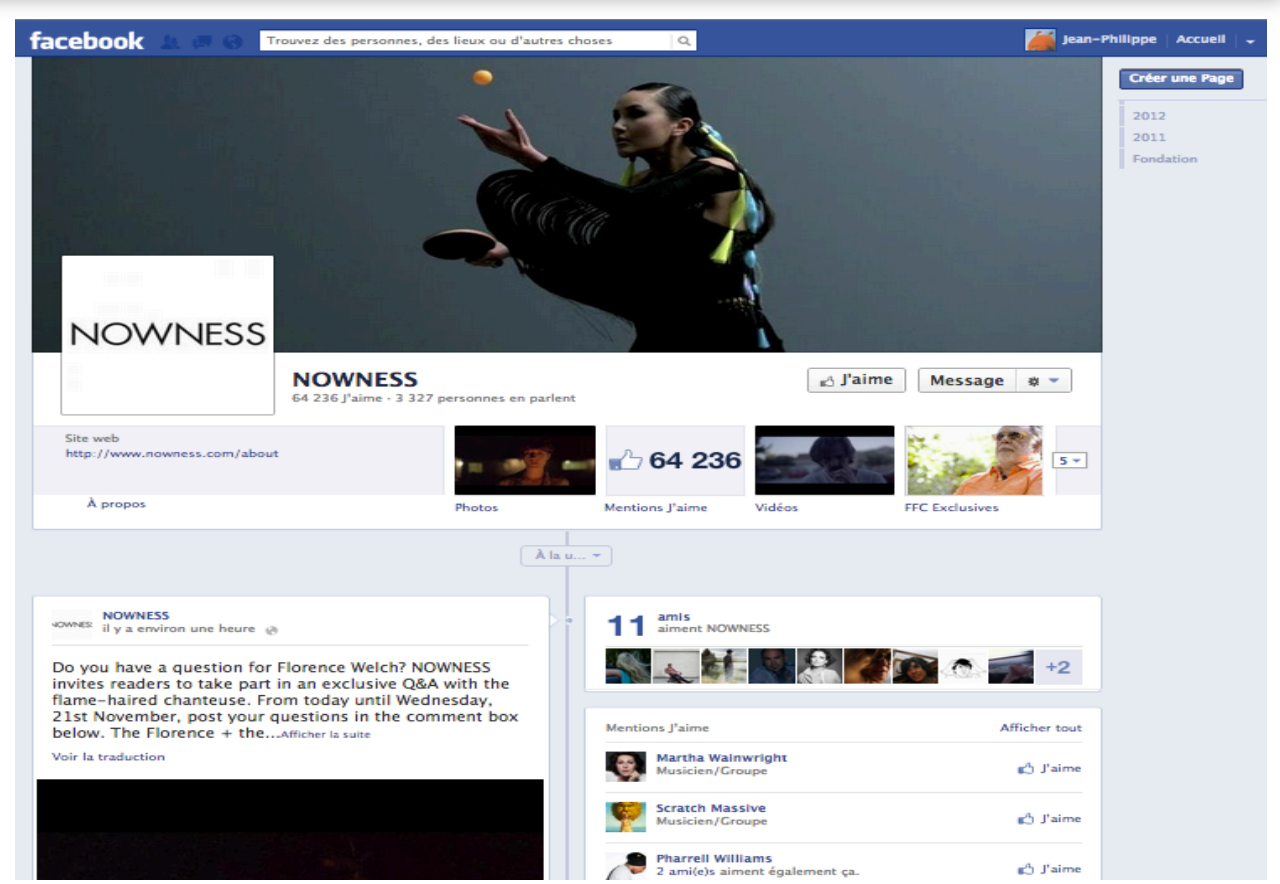 facebook
Trouvez des personnes, des lieux ou d'autres choses
Jean-Philippe
Accueil
Créer une Page
2012
2011
Fondation
NOWNESS
NOWNESS
64 236 J'aime · 3 327 personnes en parlent
J'aime
Message
Site web
http://www.nowness.com/about
À propos
Photos
64 236
Mentions J'aime
Vidéos
FFC Exclusives
5
À la u...
NOWNESS
NOWNESS
il y a environ une heure
Do you have a question for Florence Welch? NOWNESS
invites readers to take part in an exclusive Q&A with the
flame-haired chanteuse. From today until Wednesday,
21st November, post your questions in the comment box
below. The Florence + the...Afficher la suite
Voir la traduction
11 amis
aiment NOWNESS
+2
Mentions J'aime
Afficher tout
Martha Wainwright
Musicien/Groupe
J'aime
Scratch Massive
Musicien/Groupe
J'aime
Pharrell Williams
2 ami(e)s aiment également ça.
J'aime